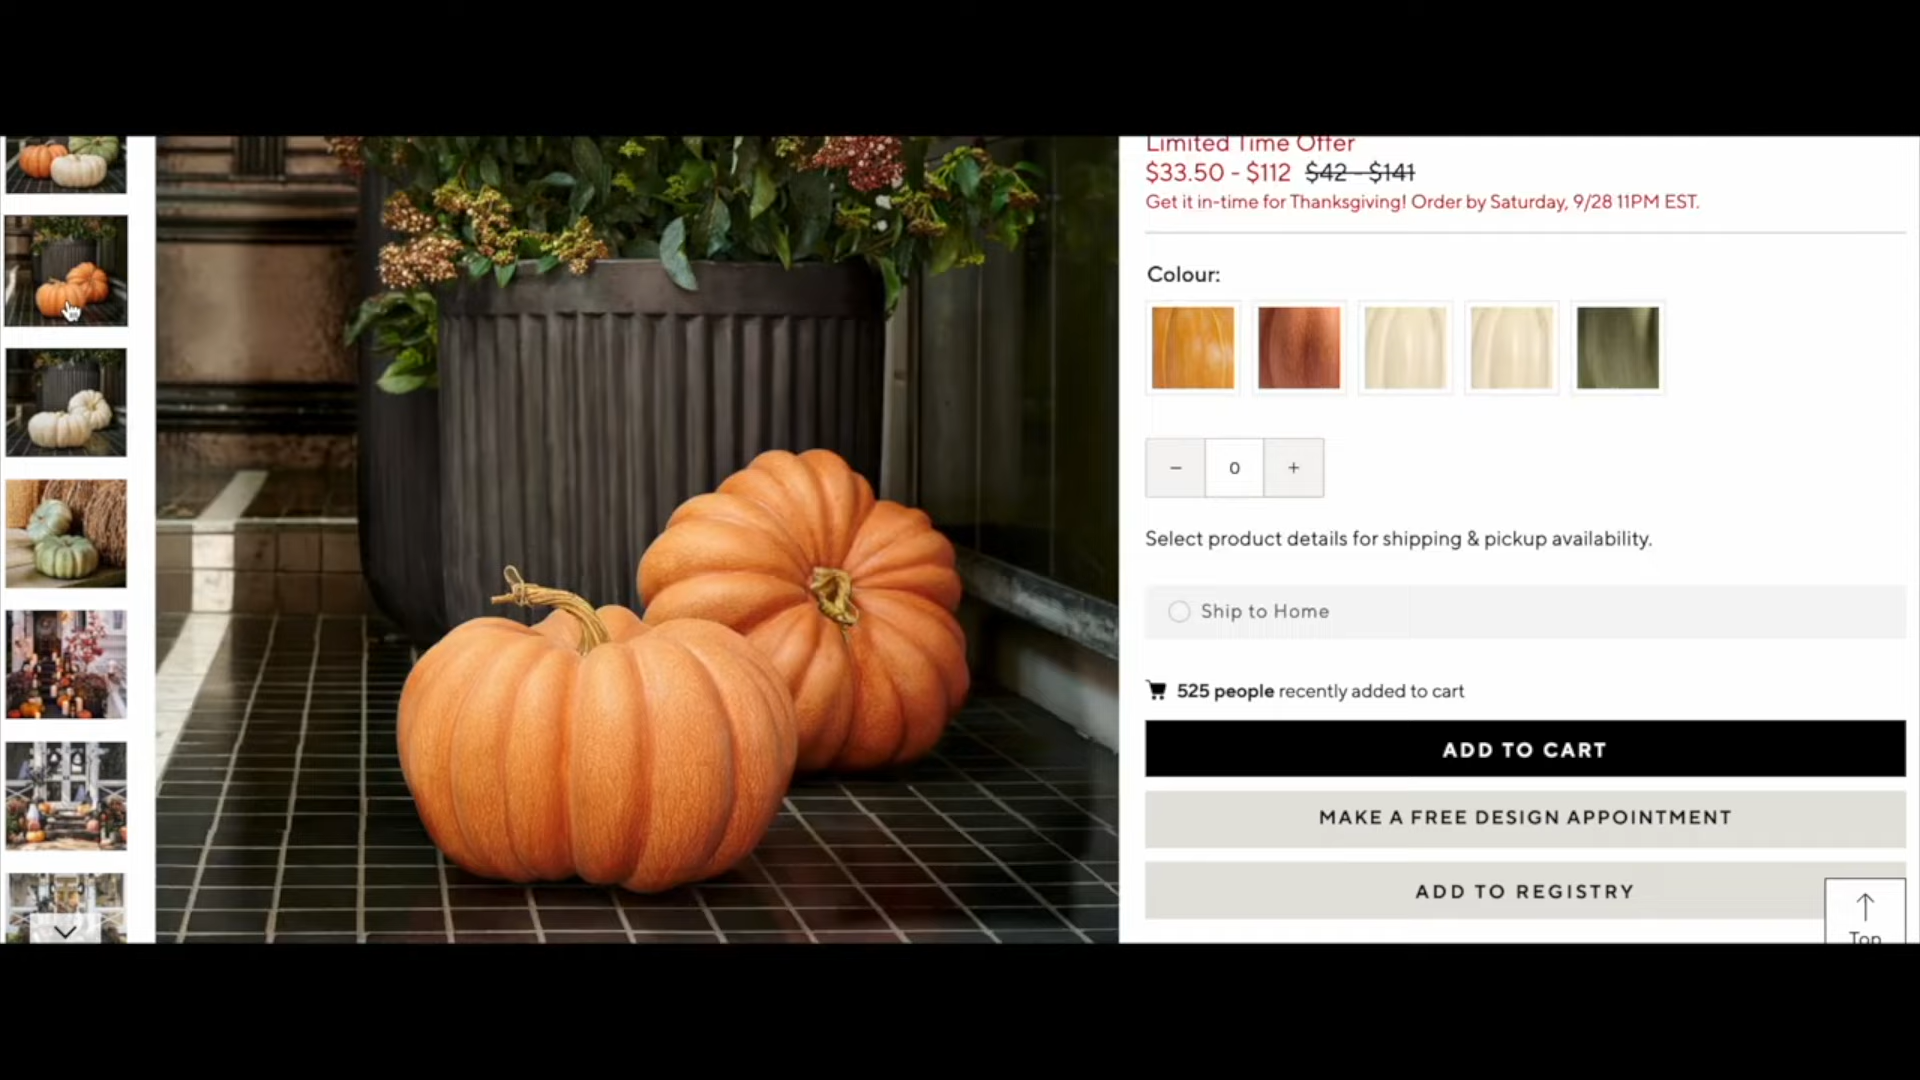 Limited Time Offer
$33.50 - $112 $42 - $141
Get it in-time for Thanksgiving! Order by Saturday, 9/28 11PM EST.
Colour:
− 0 +
Select product details for shipping & pickup availability.
Ship to Home
525 people recently added to cart
ADD TO CART
MAKE A FREE DESIGN APPOINTMENT
ADD TO REGISTRY
Top